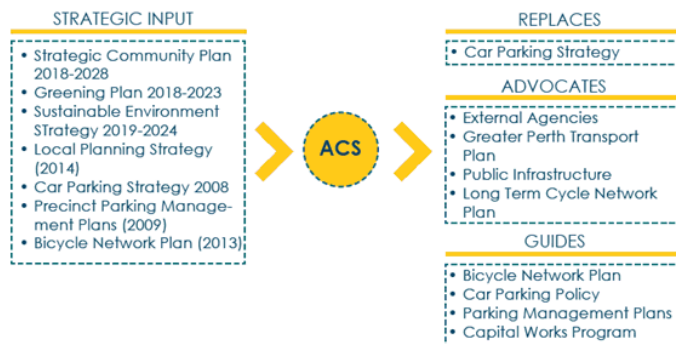 STRATEGIC INPUT
• Strategic Community Plan
2018-2028
• Greening Plan 2018-2023
• Sustainable Environment
STrategy 2019-2024
• Local Planning Strategy
(2014)
• Car Parking Strategy 2008
• Precinct Parking Manage-
ment Plans (2009)
• Bicycle Network Plan (2013)
ACS
REPLACES
• Car Parking Strategy
ADVOCATES
• External Agencies
• Greater Perth Transport
Plan
• Public Infrastructure
• Long Term Cycle Network
Plan
GUIDES
• Bicycle Network Plan
• Car Parking Policy
• Parking Management Plans
• Capital Works Program